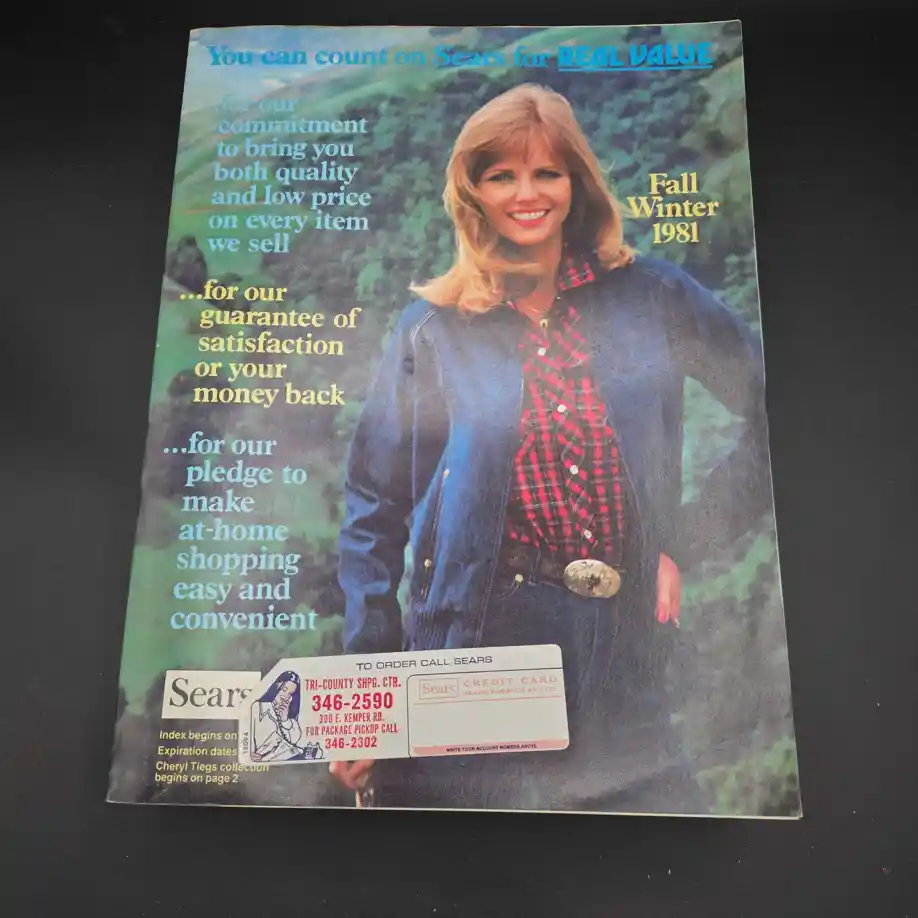 You can count on Sears for REAL VALUE
...for our
commitment
to bring you
both quality
and low price
on every item
we sell
Fall
Winter
1981
...for our
guarantee of
satisfaction
or your
money back
...for our
pledge to
make
at-home
shopping
easy and
convenient
Sears
Index begins on
Expiration dates
Cheryl Tiegs collection
begins on page 2
TO ORDER CALL SEARS
TRI-COUNTY SHPG. CTR.
346-2590
300 E. KEMPER RD.
FOR PACKAGE PICKUP CALL
346-2302
Sears CREDIT CARD
SEARS, ROEBUCK AND CO.
WRITE YOUR ACCOUNT NUMBER ABOVE